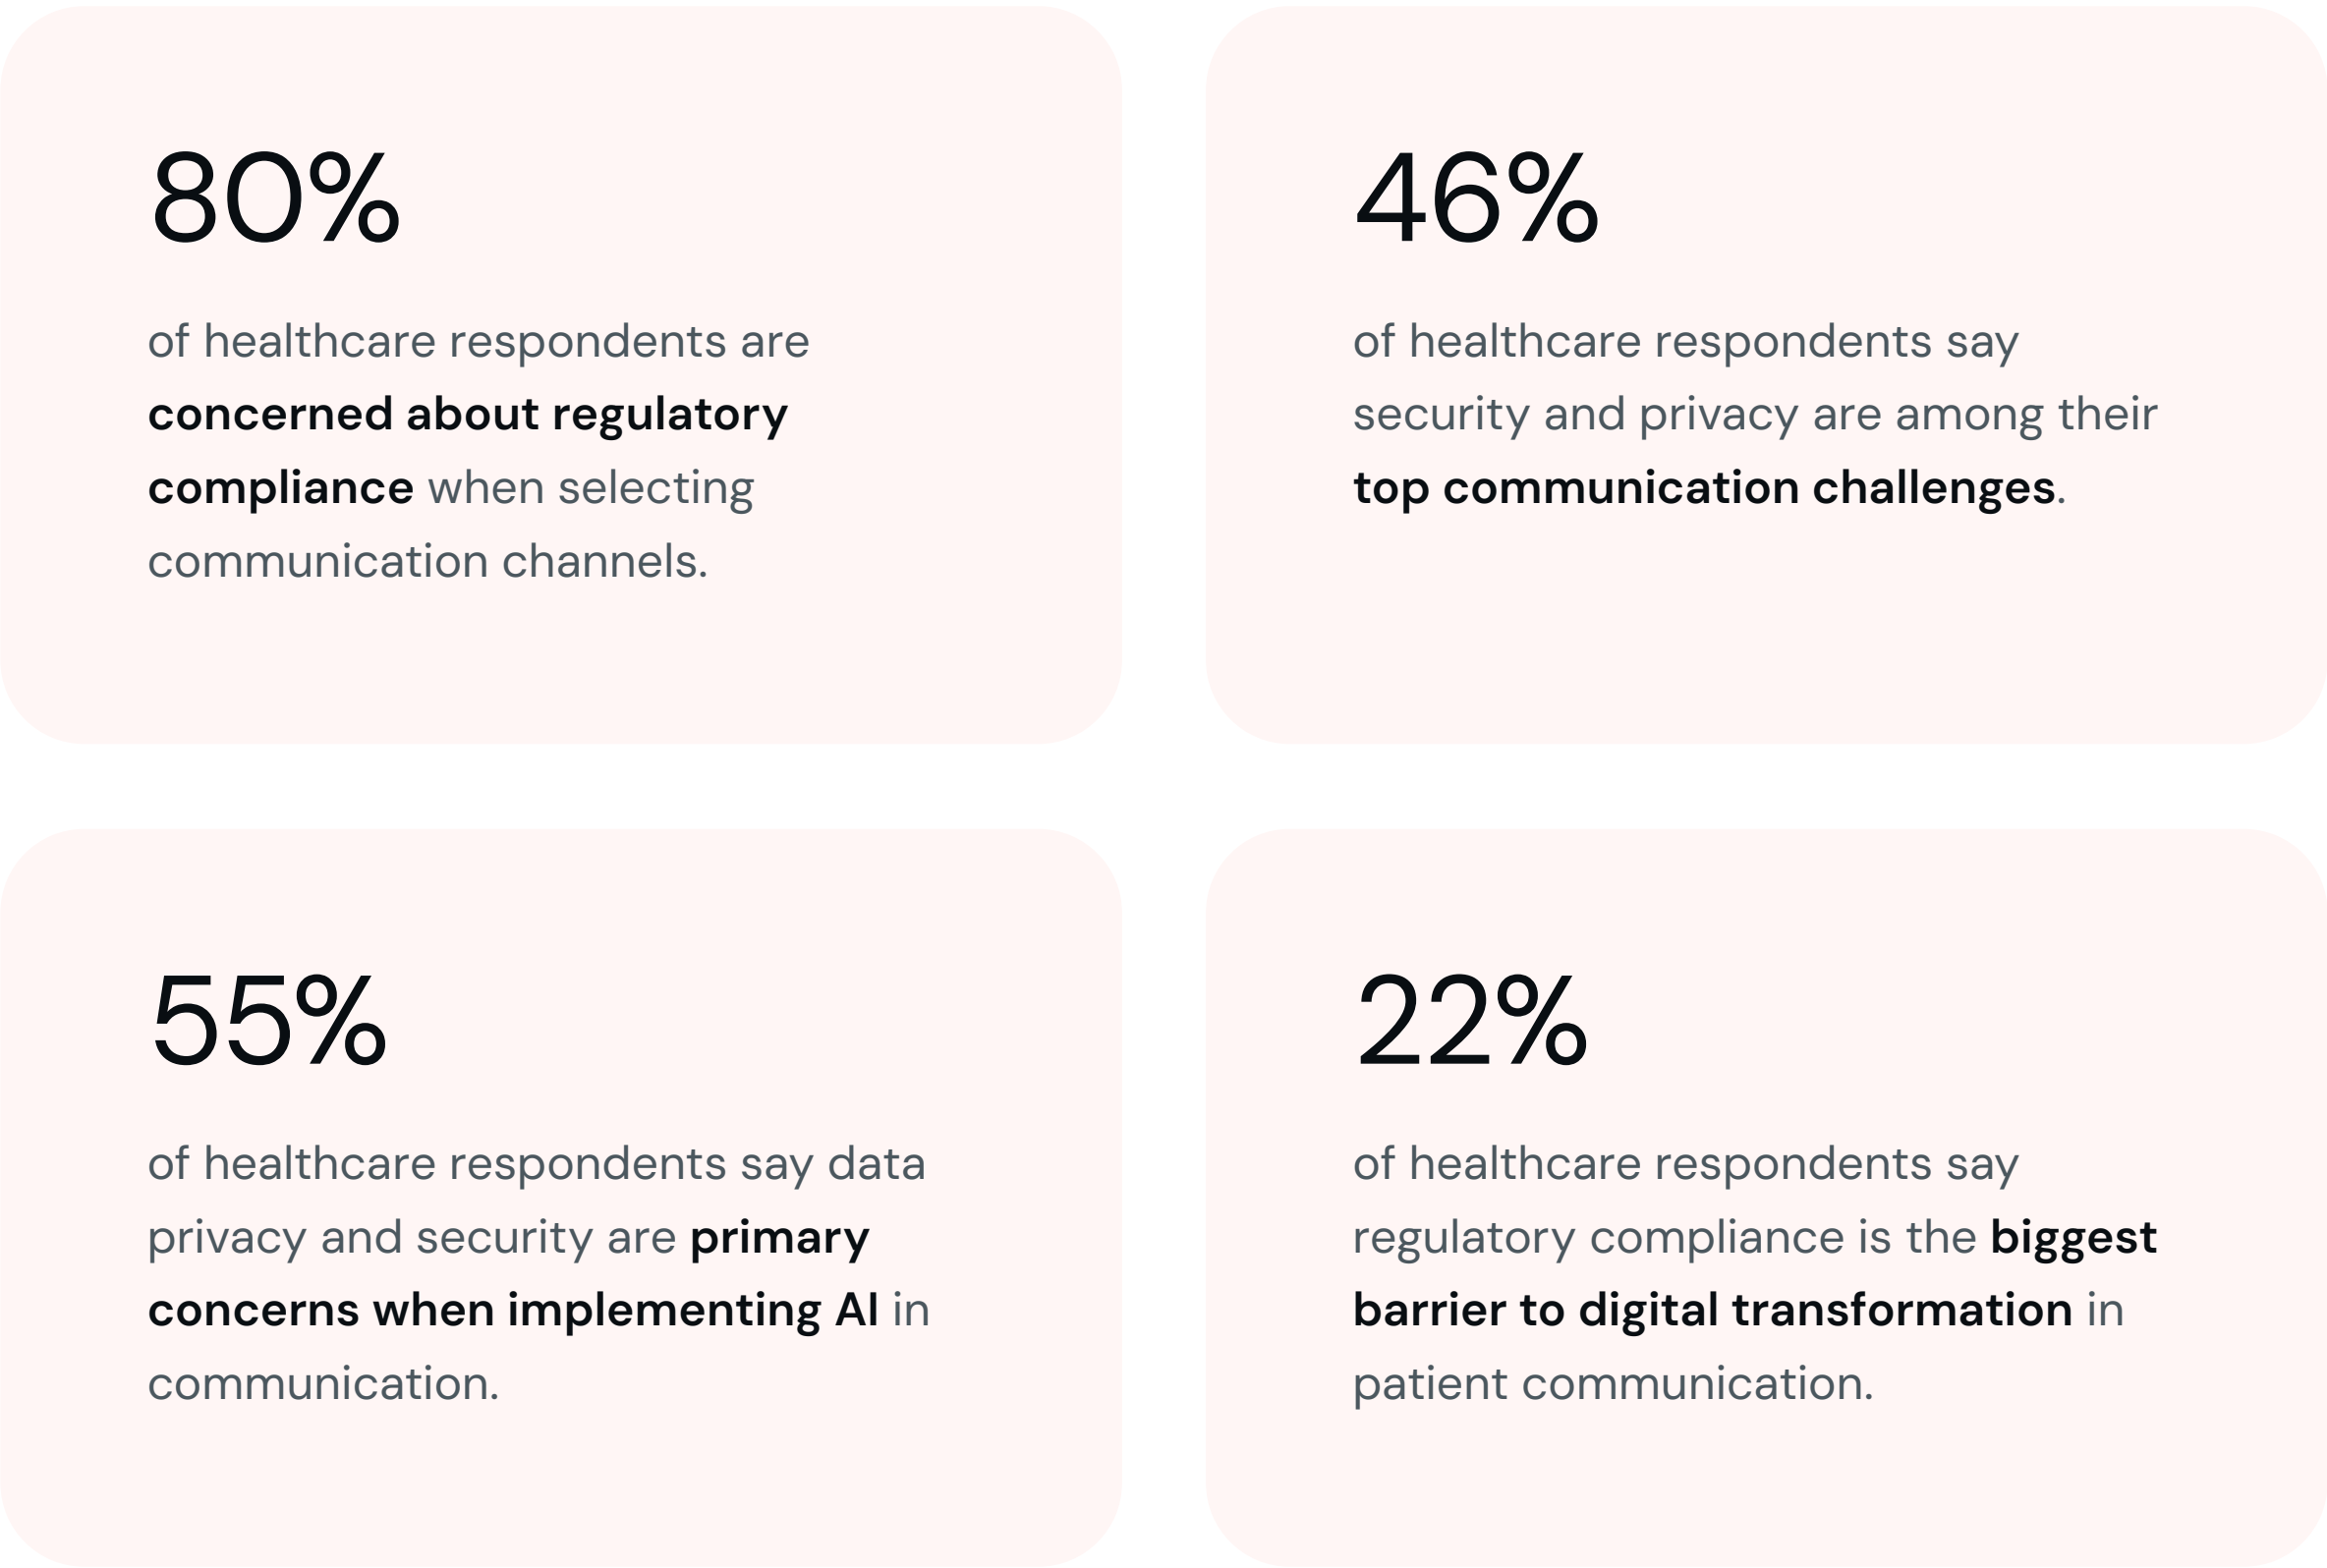 80%
of healthcare respondents are
concerned about regulatory
compliance when selecting
communication channels.
46%
of healthcare respondents say
security and privacy are among their
top communication challenges.
55%
of healthcare respondents say data
privacy and security are primary
concerns when implementing AI in
communication.
22%
of healthcare respondents say
regulatory compliance is the biggest
barrier to digital transformation in
patient communication.